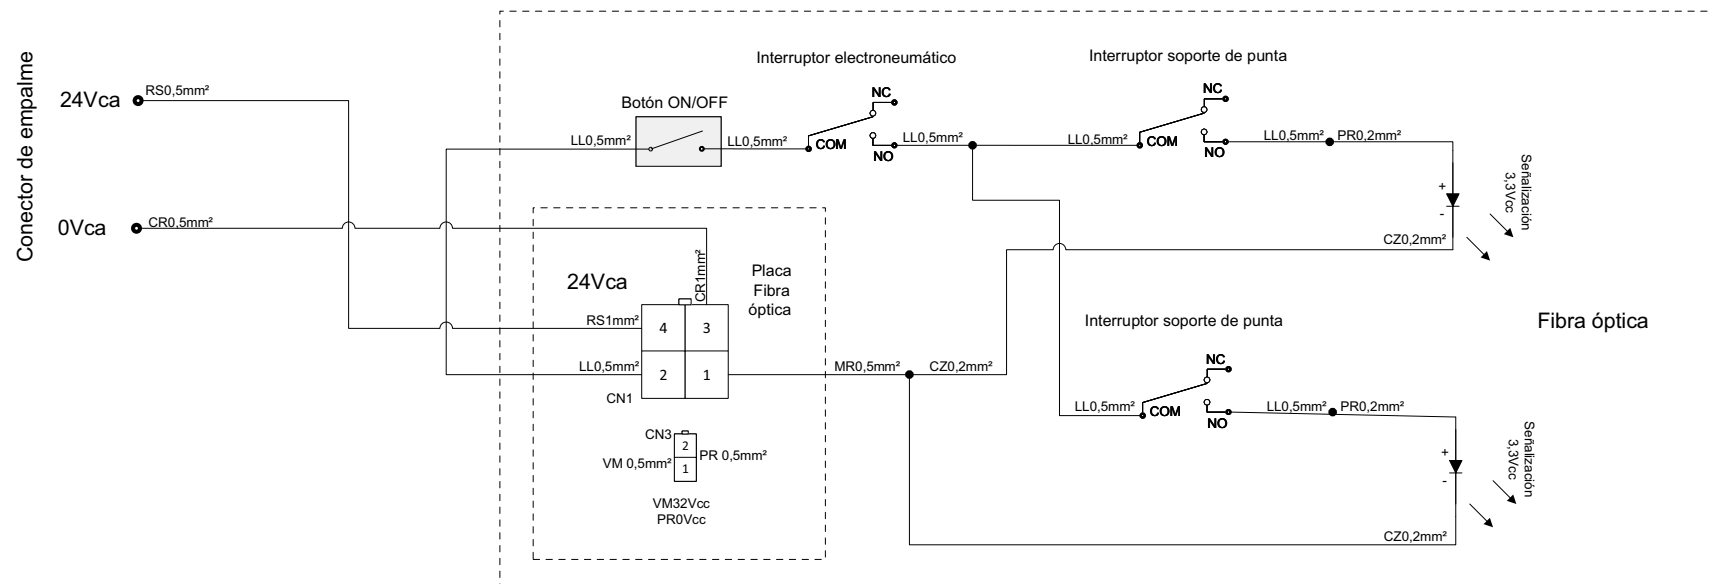 Conector de empalme
24Vca
RS0,5mm²
0Vca
CR0,5mm²
Botón ON/OFF
LL0,5mm²
LL0,5mm²
Interruptor electroneumático
NC
COM
NO
LL0,5mm²
Interruptor soporte de punta
LL0,5mm²
NC
COM
NO
LL0,5mm²
PR0,2mm²
+
-
Señalización
3,3Vcc
CZ0,2mm²
24Vca
CR1mm²
Placa
Fibra
óptica
RS1mm²
4
3
LL0,5mm²
2
1
CN1
MR0,5mm²
CZ0,2mm²
CN3
2
PR 0,5mm²
VM 0,5mm²
1
VM32Vcc
PR0Vcc
Interruptor soporte de punta
Fibra óptica
LL0,5mm²
NC
COM
NO
LL0,5mm²
PR0,2mm²
+
-
Señalización
3,3Vcc
CZ0,2mm²